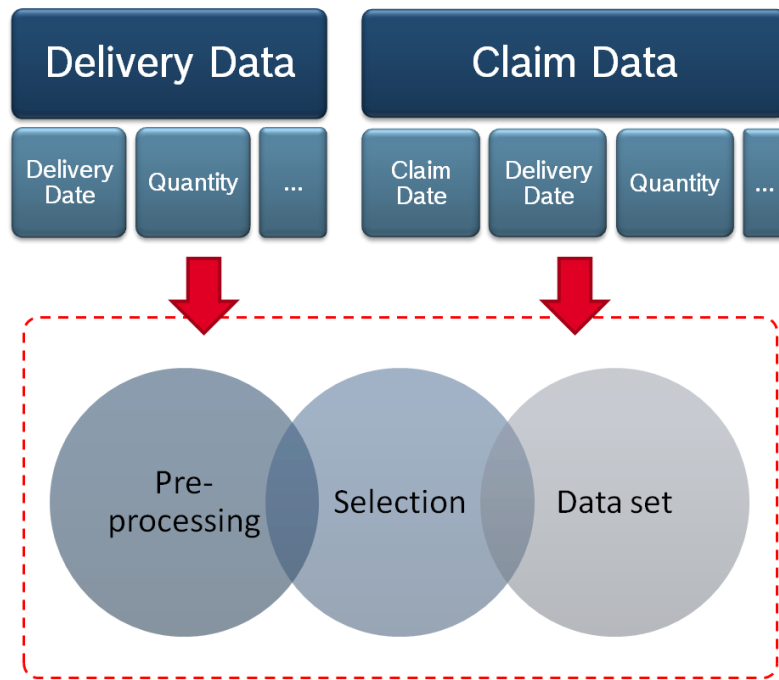 Delivery Data
Claim Data
Delivery
Date
Quantity
...
Claim
Date
Delivery
Date
Quantity
...
Pre-
processing
Selection
Data set